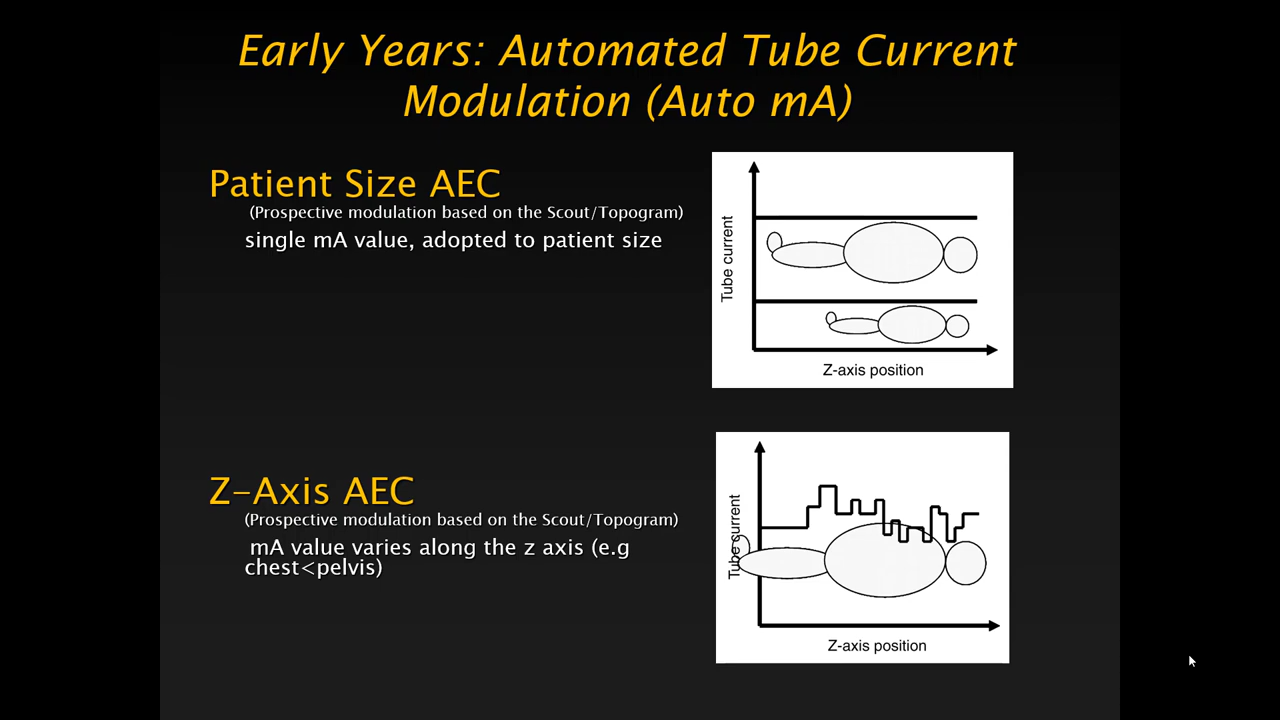 Early Years: Automated Tube Current
Modulation (Auto mA)
Patient Size AEC
(Prospective modulation based on the Scout/Topogram)
single mA value, adopted to patient size
Tube current
Z-axis position
Z-Axis AEC
(Prospective modulation based on the Scout/Topogram)
mA value varies along the z axis (e.g
chest<pelvis)
Tube current
Z-axis position